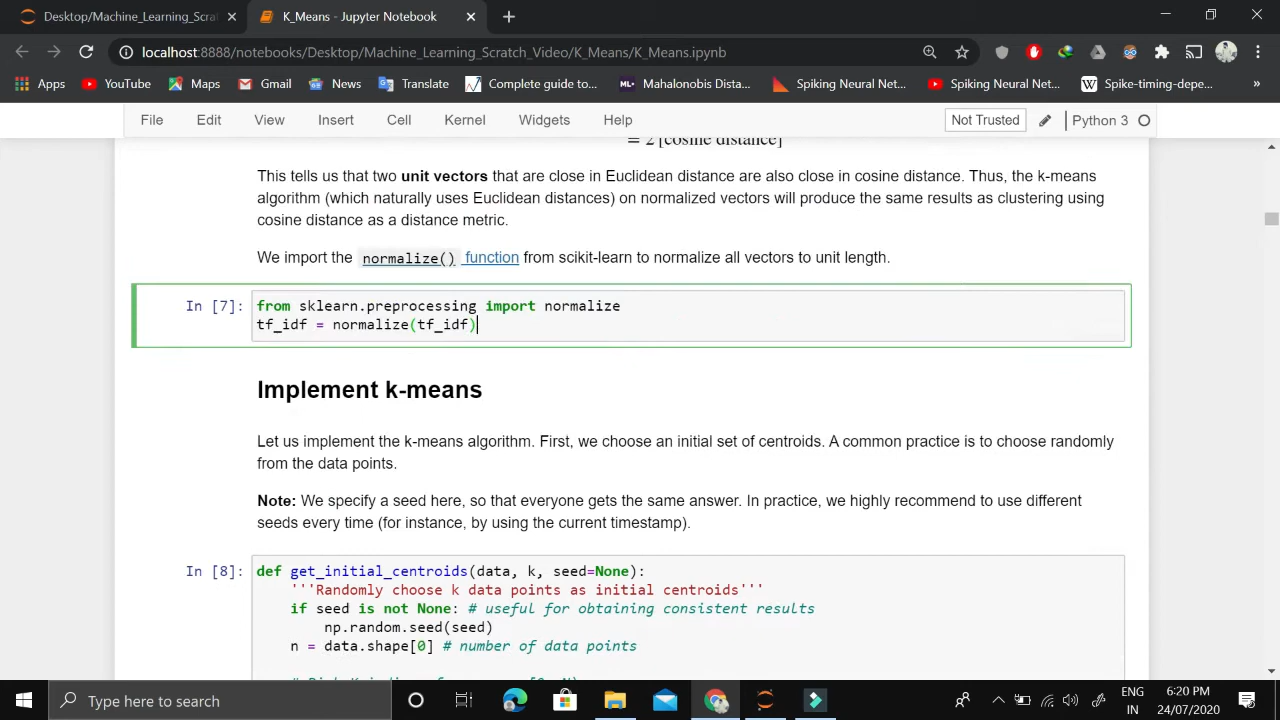 Desktop/Machine_Learning_Scrat
K_Means - Jupyter Notebook
localhost:8888/notebooks/Desktop/Machine_Learning_Scratch_Video/K_Means/K_Means.ipynb
Apps YouTube Maps Gmail News Translate Complete guide to... ML+ Mahalonobis Dista... Spiking Neural Net... Spiking Neural Net... W Spike-timing-depe... »
File Edit View Insert Cell Kernel Widgets Help Not Trusted Python 3
= 2 [cosine distance]
This tells us that two unit vectors that are close in Euclidean distance are also close in cosine distance. Thus, the k-means
algorithm (which naturally uses Euclidean distances) on normalized vectors will produce the same results as clustering using
cosine distance as a distance metric.
We import the normalize() function from scikit-learn to normalize all vectors to unit length.
In [7]: from sklearn.preprocessing import normalize
tf_idf = normalize(tf_idf)
Implement k-means
Let us implement the k-means algorithm. First, we choose an initial set of centroids. A common practice is to choose randomly
from the data points.
Note: We specify a seed here, so that everyone gets the same answer. In practice, we highly recommend to use different
seeds every time (for instance, by using the current timestamp).
In [8]: def get_initial_centroids(data, k, seed=None):
'''Randomly choose k data points as initial centroids'''
if seed is not None: # useful for obtaining consistent results
np.random.seed(seed)
n = data.shape[0] # number of data points
Type here to search
ENG 6:20 PM
IN 24/07/2020